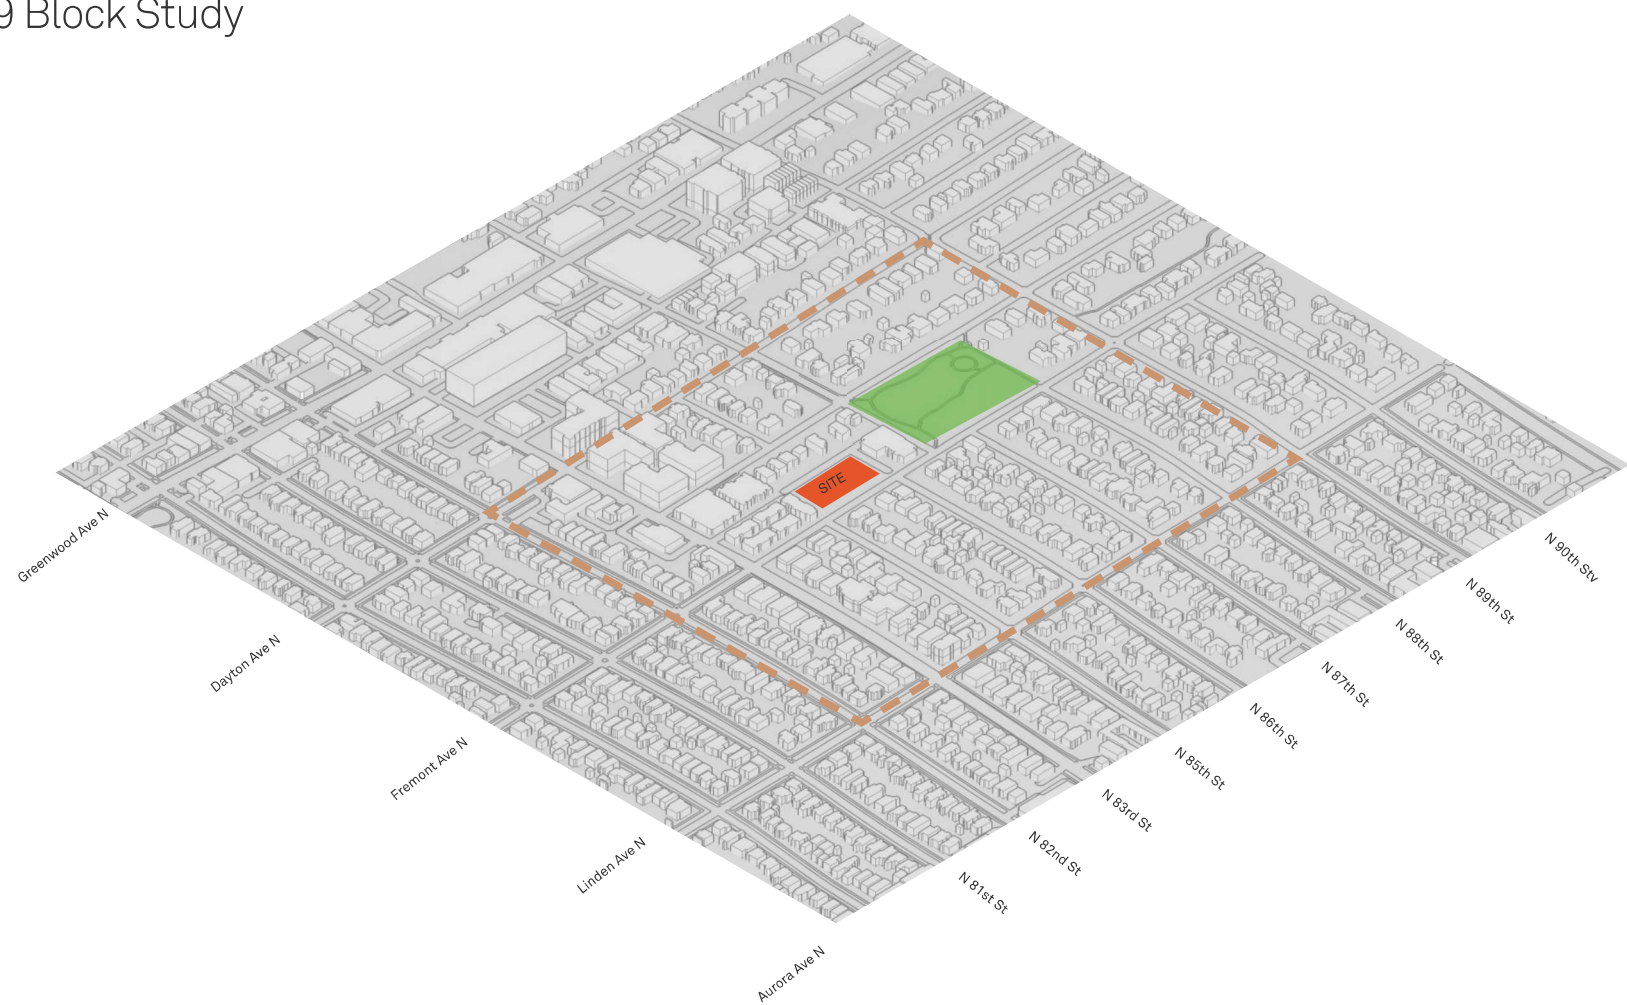 9 Block Study
SITE
Greenwood Ave N
Dayton Ave N
Fremont Ave N
Linden Ave N
Aurora Ave N
N 90th Stv
N 89th St
N 88th St
N 87th St
N 86th St
N 85th St
N 83rd St
N 82nd St
N 81st St